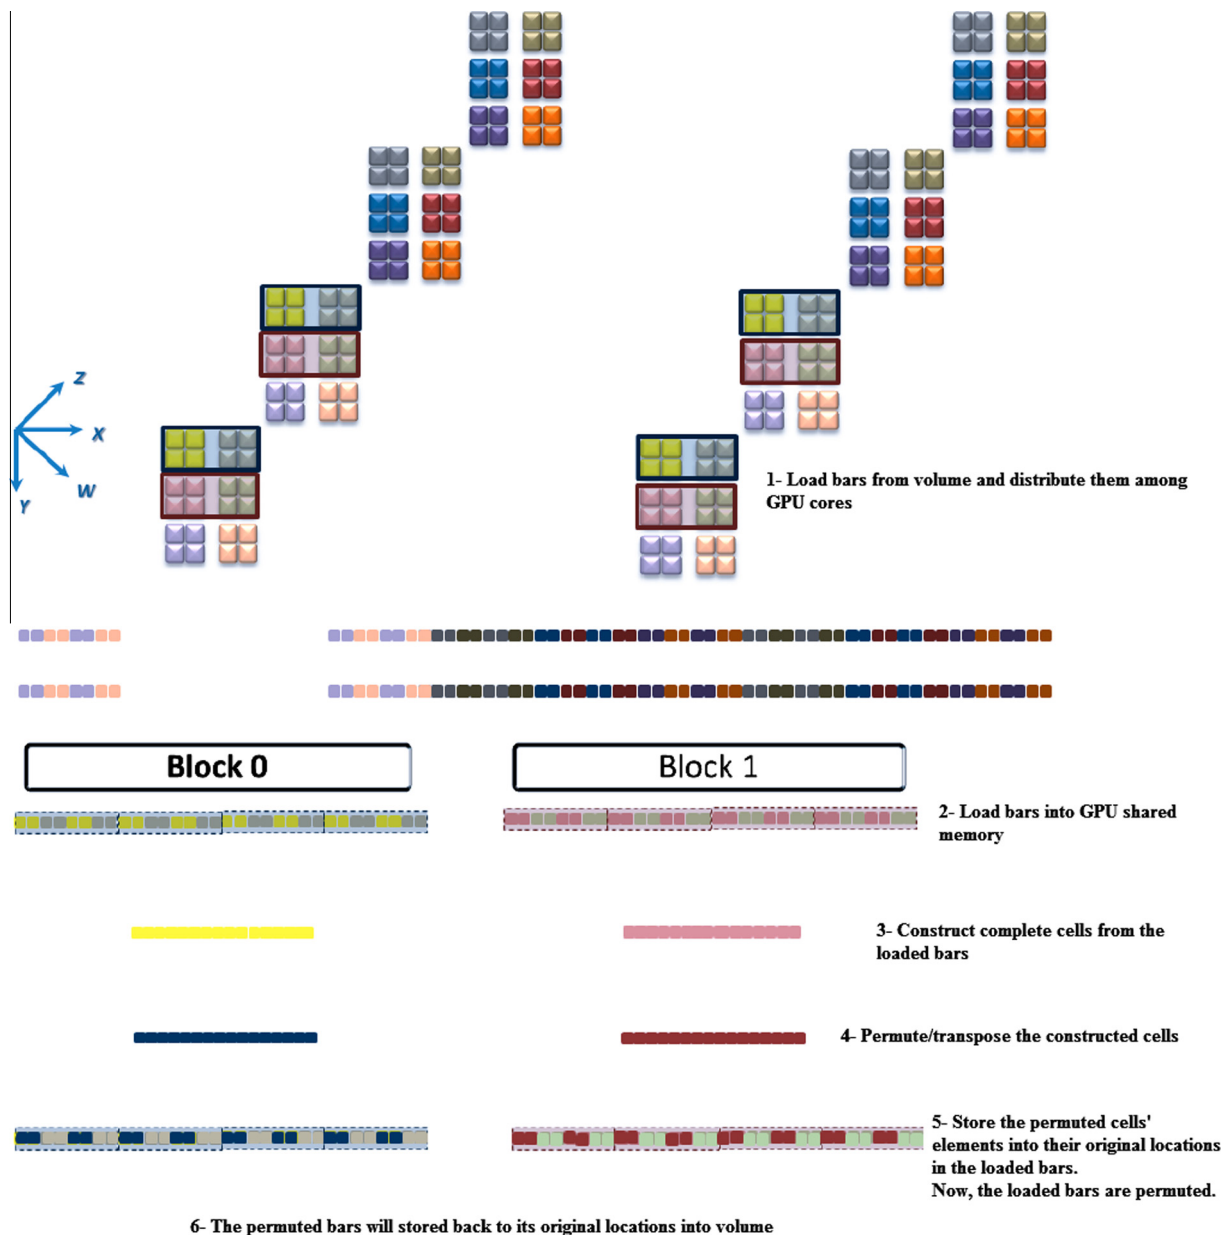 Z
X
W
Y
1- Load bars from volume and distribute them among
GPU cores
Block 0
Block 1
2- Load bars into GPU shared
memory
3- Construct complete cells from the
loaded bars
4- Permute/transpose the constructed cells
5- Store the permuted cells'
elements into their original locations
in the loaded bars.
Now, the loaded bars are permuted.
6- The permuted bars will stored back to its original locations into volume